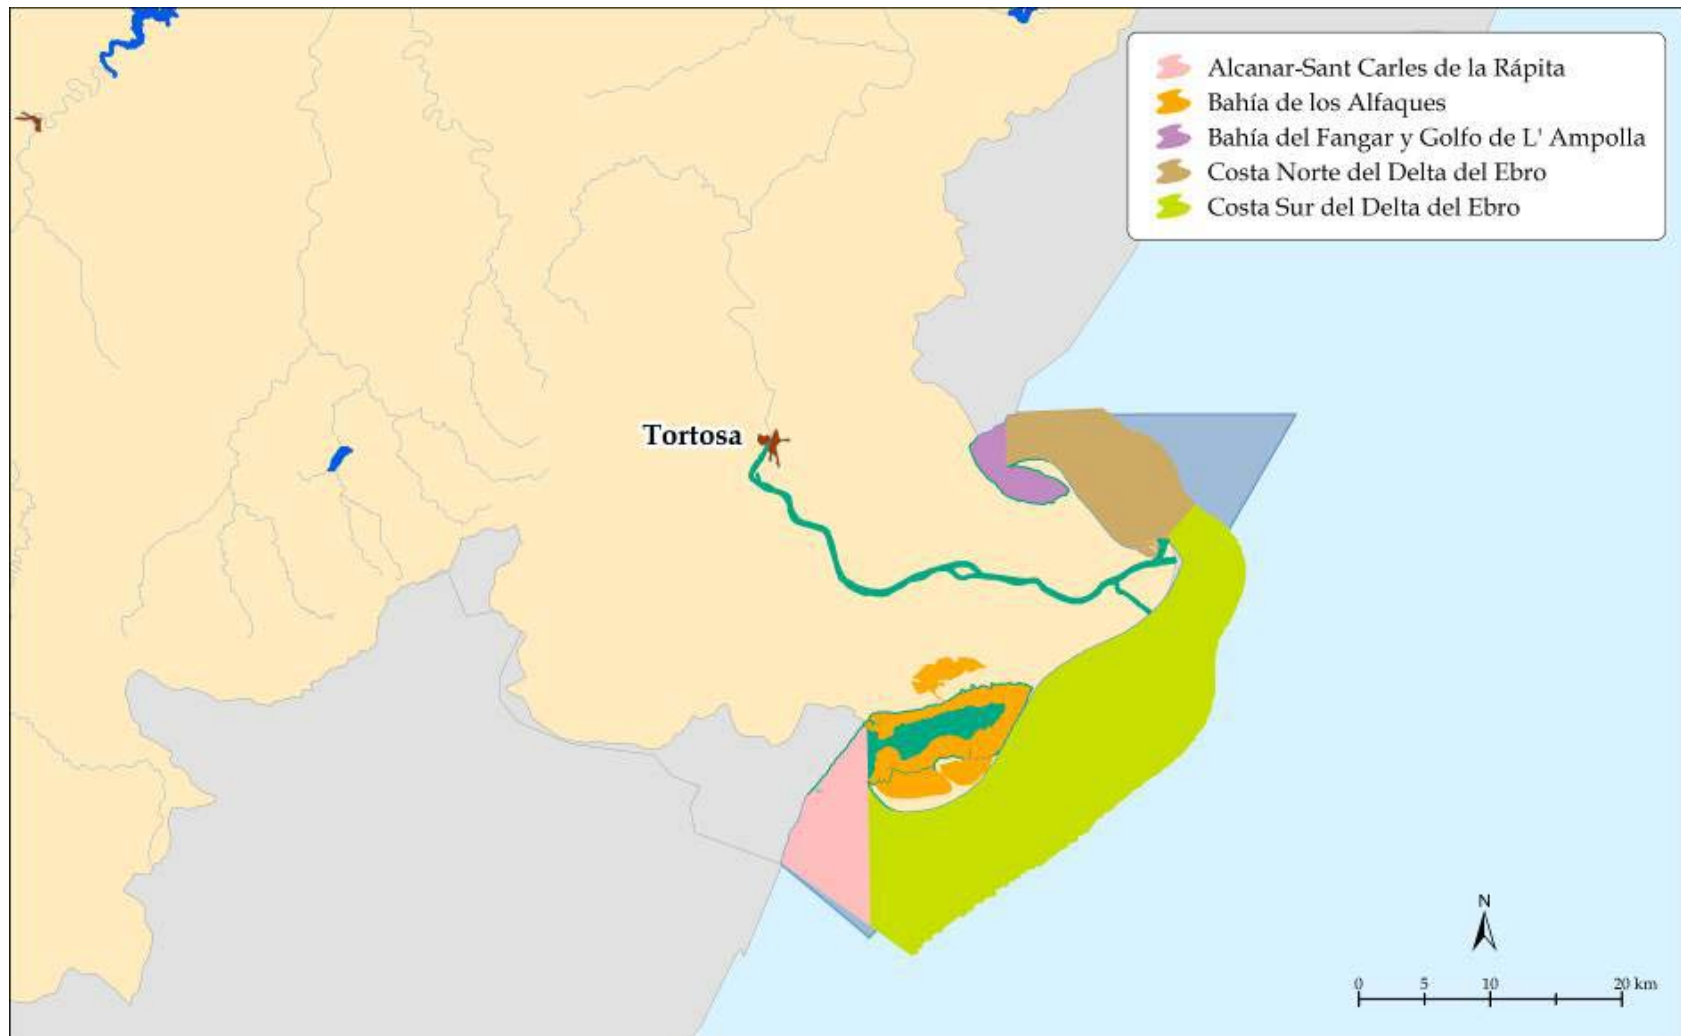 Alcanar-Sant Carles de la Rápita
Bahía de los Alfaques
Bahía del Fangar y Golfo de L' Ampolla
Costa Norte del Delta del Ebro
Costa Sur del Delta del Ebro
Tortosa
N
0 5 10 20 km